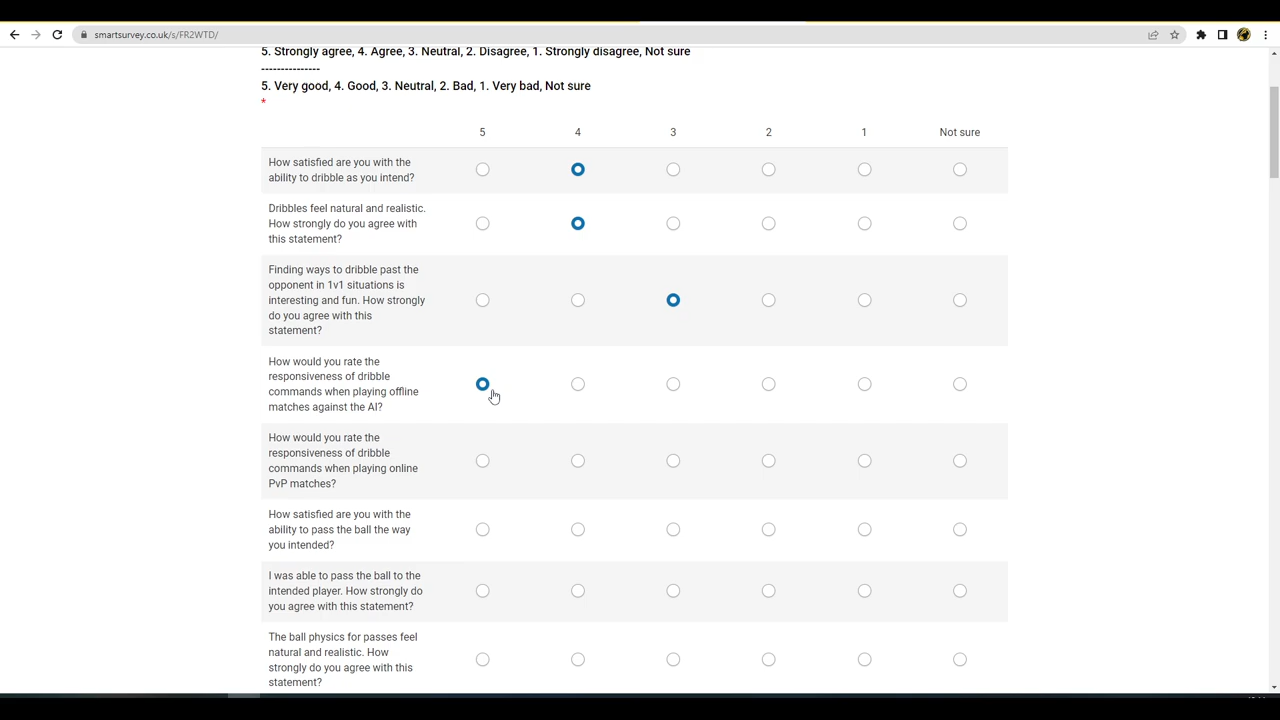 smartsurvey.co.uk/s/FR2WTD/
5. Strongly agree, 4. Agree, 3. Neutral, 2. Disagree, 1. Strongly disagree, Not sure
---------------
5. Very good, 4. Good, 3. Neutral, 2. Bad, 1. Very bad, Not sure
*
5 4 3 2 1 Not sure
How satisfied are you with the
ability to dribble as you intend?
Dribbles feel natural and realistic.
How strongly do you agree with
this statement?
Finding ways to dribble past the
opponent in 1v1 situations is
interesting and fun. How strongly
do you agree with this
statement?
How would you rate the
responsiveness of dribble
commands when playing offline
matches against the AI?
How would you rate the
responsiveness of dribble
commands when playing online
PvP matches?
How satisfied are you with the
ability to pass the ball the way
you intended?
I was able to pass the ball to the
intended player. How strongly do
you agree with this statement?
The ball physics for passes feel
natural and realistic. How
strongly do you agree with this
statement?